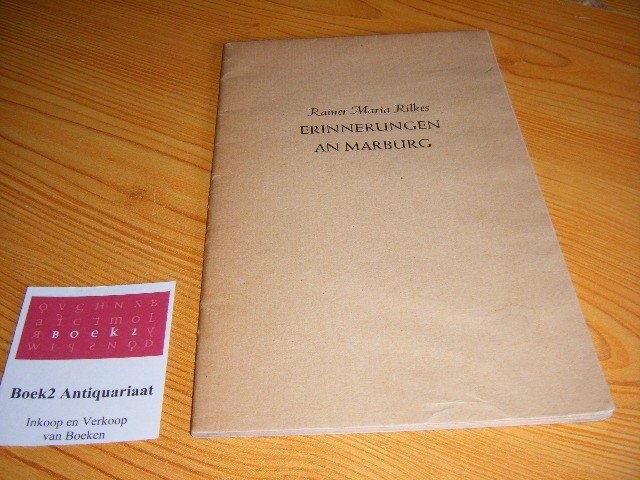 Rainer Maria Rilkes
ERINNERUNGEN
AN MARBURG
BOEK2
Boek2 Antiquariaat
Inkoop en Verkoop
van Boeken